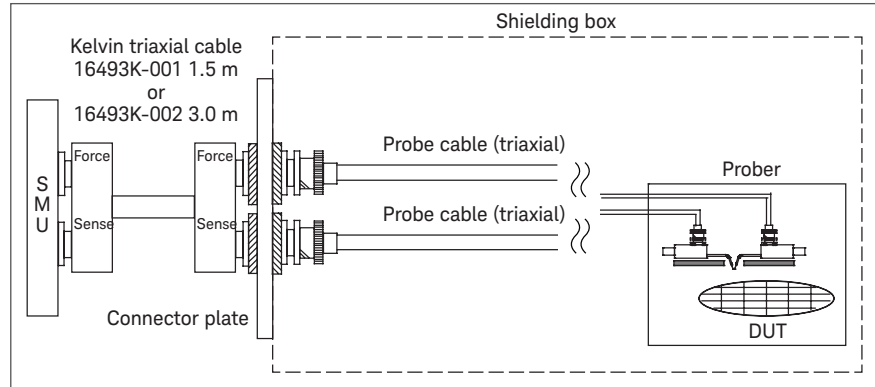 Shielding box
Kelvin triaxial cable
16493K-001 1.5 m
or
16493K-002 3.0 m
SMU
Force
Sense
Force
Sense
Probe cable (triaxial)
Probe cable (triaxial)
Prober
DUT
Connector plate